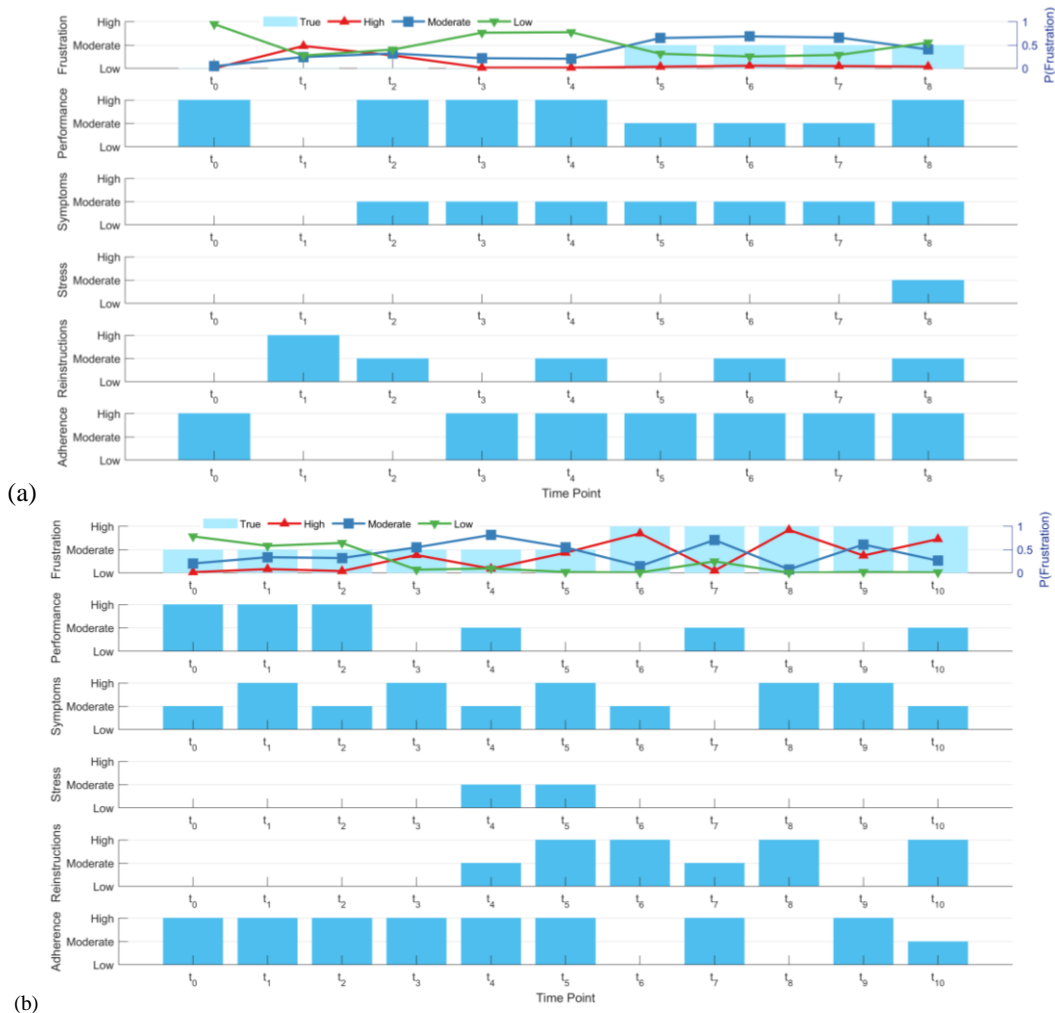 True High Moderate Low
Frustration
High 1
Moderate 0.5
Low 0
P(Frustration)
t0 t1 t2 t3 t4 t5 t6 t7 t8
Performance
High
Moderate
Low
t0 t1 t2 t3 t4 t5 t6 t7 t8
Symptoms
High
Moderate
Low
t0 t1 t2 t3 t4 t5 t6 t7 t8
Stress
High
Moderate
Low
t0 t1 t2 t3 t4 t5 t6 t7 t8
Reinstructions
High
Moderate
Low
t0 t1 t2 t3 t4 t5 t6 t7 t8
Adherence
High
Moderate
Low
t0 t1 t2 t3 t4 t5 t6 t7 t8
Time Point
(a)
True High Moderate Low
Frustration
High 1
Moderate 0.5
Low 0
P(Frustration)
t0 t1 t2 t3 t4 t5 t6 t7 t8 t9 t10
Performance
High
Moderate
Low
t0 t1 t2 t3 t4 t5 t6 t7 t8 t9 t10
Symptoms
High
Moderate
Low
t0 t1 t2 t3 t4 t5 t6 t7 t8 t9 t10
Stress
High
Moderate
Low
t0 t1 t2 t3 t4 t5 t6 t7 t8 t9 t10
Reinstructions
High
Moderate
Low
t0 t1 t2 t3 t4 t5 t6 t7 t8 t9 t10
Adherence
High
Moderate
Low
t0 t1 t2 t3 t4 t5 t6 t7 t8 t9 t10
Time Point
(b)